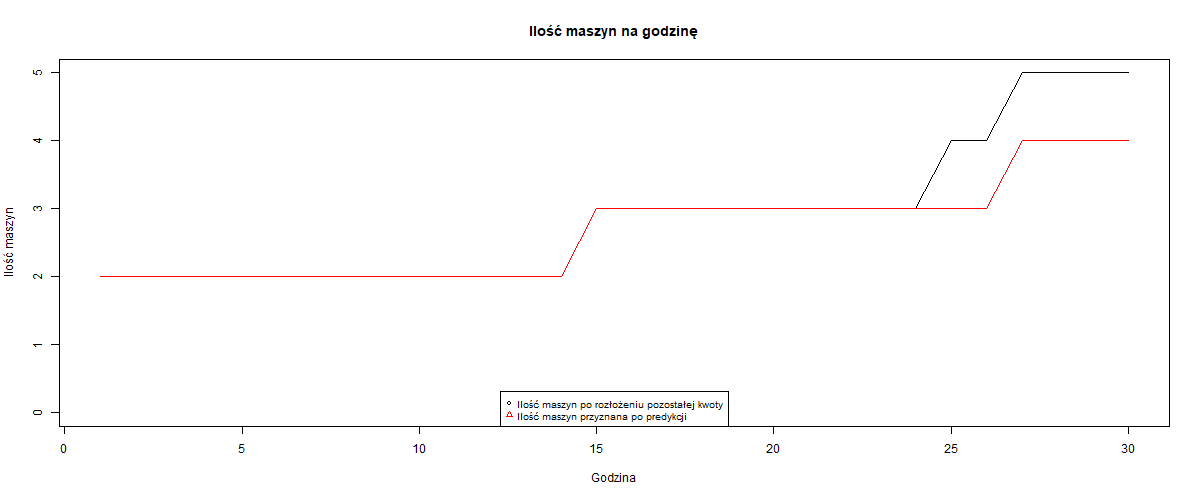 Ilość maszyn na godzinę
Ilość maszyn
5
4
3
2
1
0
Ilość maszyn po rozłożeniu pozostałej kwoty
Ilość maszyn przyznana po predykcji
0 5 10 15 20 25 30
Godzina